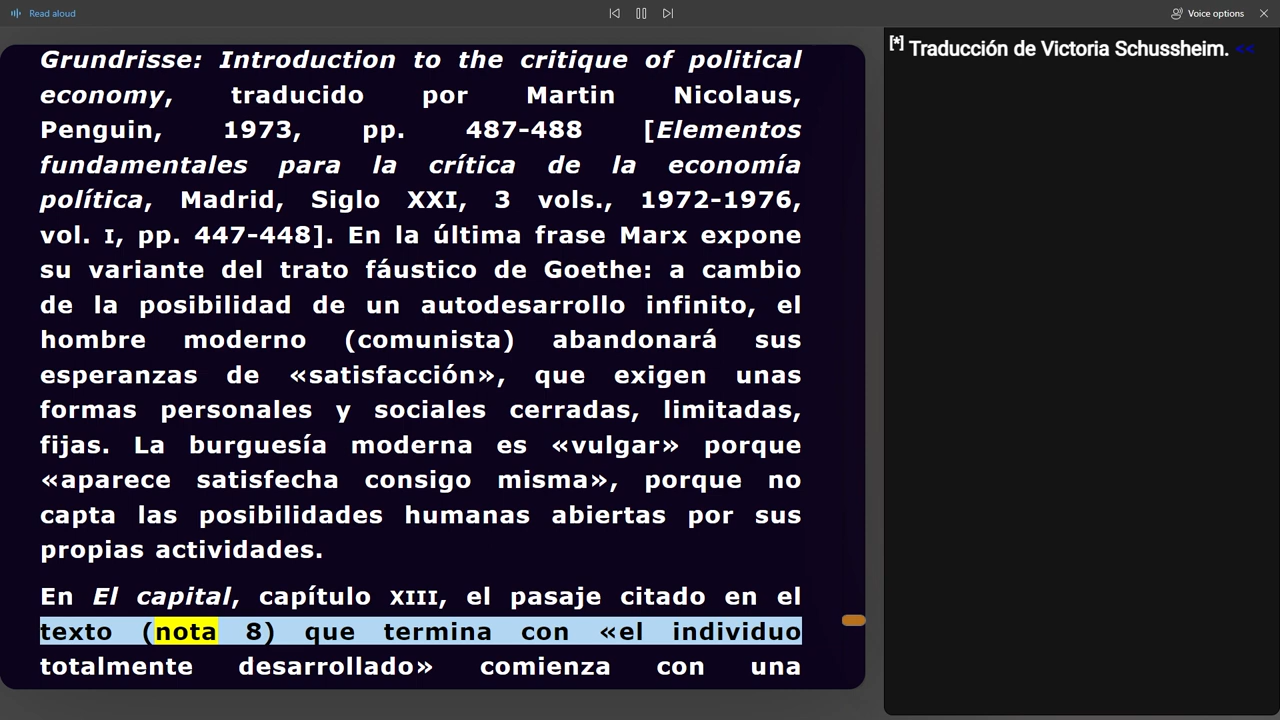 Read aloud
Voice options
Grundrisse: Introduction to the critique of political
economy, traducido por Martin Nicolaus,
Penguin, 1973, pp. 487-488 [Elementos
fundamentales para la crítica de la economía
política, Madrid, Siglo XXI, 3 vols., 1972-1976,
vol. I, pp. 447-448]. En la última frase Marx expone
su variante del trato fáustico de Goethe: a cambio
de la posibilidad de un autodesarrollo infinito, el
hombre moderno (comunista) abandonará sus
esperanzas de «satisfacción», que exigen unas
formas personales y sociales cerradas, limitadas,
fijas. La burguesía moderna es «vulgar» porque
«aparece satisfecha consigo misma», porque no
capta las posibilidades humanas abiertas por sus
propias actividades.
En El capital, capítulo XIII, el pasaje citado en el
texto (nota 8) que termina con «el individuo
totalmente desarrollado» comienza con una
[*] Traducción de Victoria Schussheim. <<